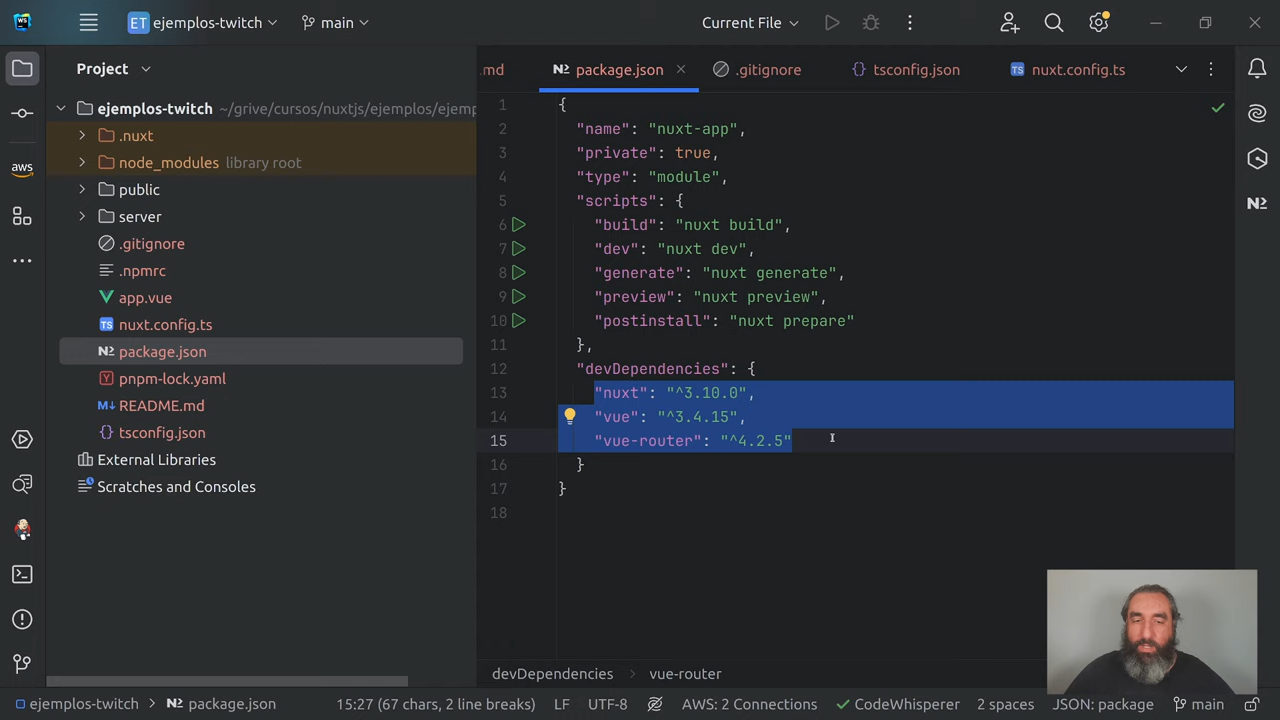 WS
ET ejemplos-twitch
main
Current File
Project
.md
package.json
.gitignore
tsconfig.json
nuxt.config.ts
ejemplos-twitch ~/grive/cursos/nuxtjs/ejemplos/ejemp
.nuxt
node_modules library root
public
server
.gitignore
.npmrc
app.vue
TS nuxt.config.ts
package.json
pnpm-lock.yaml
M README.md
tsconfig.json
External Libraries
Scratches and Consoles
aws
1 {
2 "name": "nuxt-app",
3 "private": true,
4 "type": "module",
5 "scripts": {
6 "build": "nuxt build",
7 "dev": "nuxt dev",
8 "generate": "nuxt generate",
9 "preview": "nuxt preview",
10 "postinstall": "nuxt prepare"
11 },
12 "devDependencies": {
13 "nuxt": "^3.10.0",
14 "vue": "^3.4.15",
15 "vue-router": "^4.2.5"
16 }
17 }
18
devDependencies > vue-router
ejemplos-twitch > package.json
15:27 (67 chars, 2 line breaks) LF UTF-8 AWS: 2 Connections CodeWhisperer 2 spaces JSON: package main